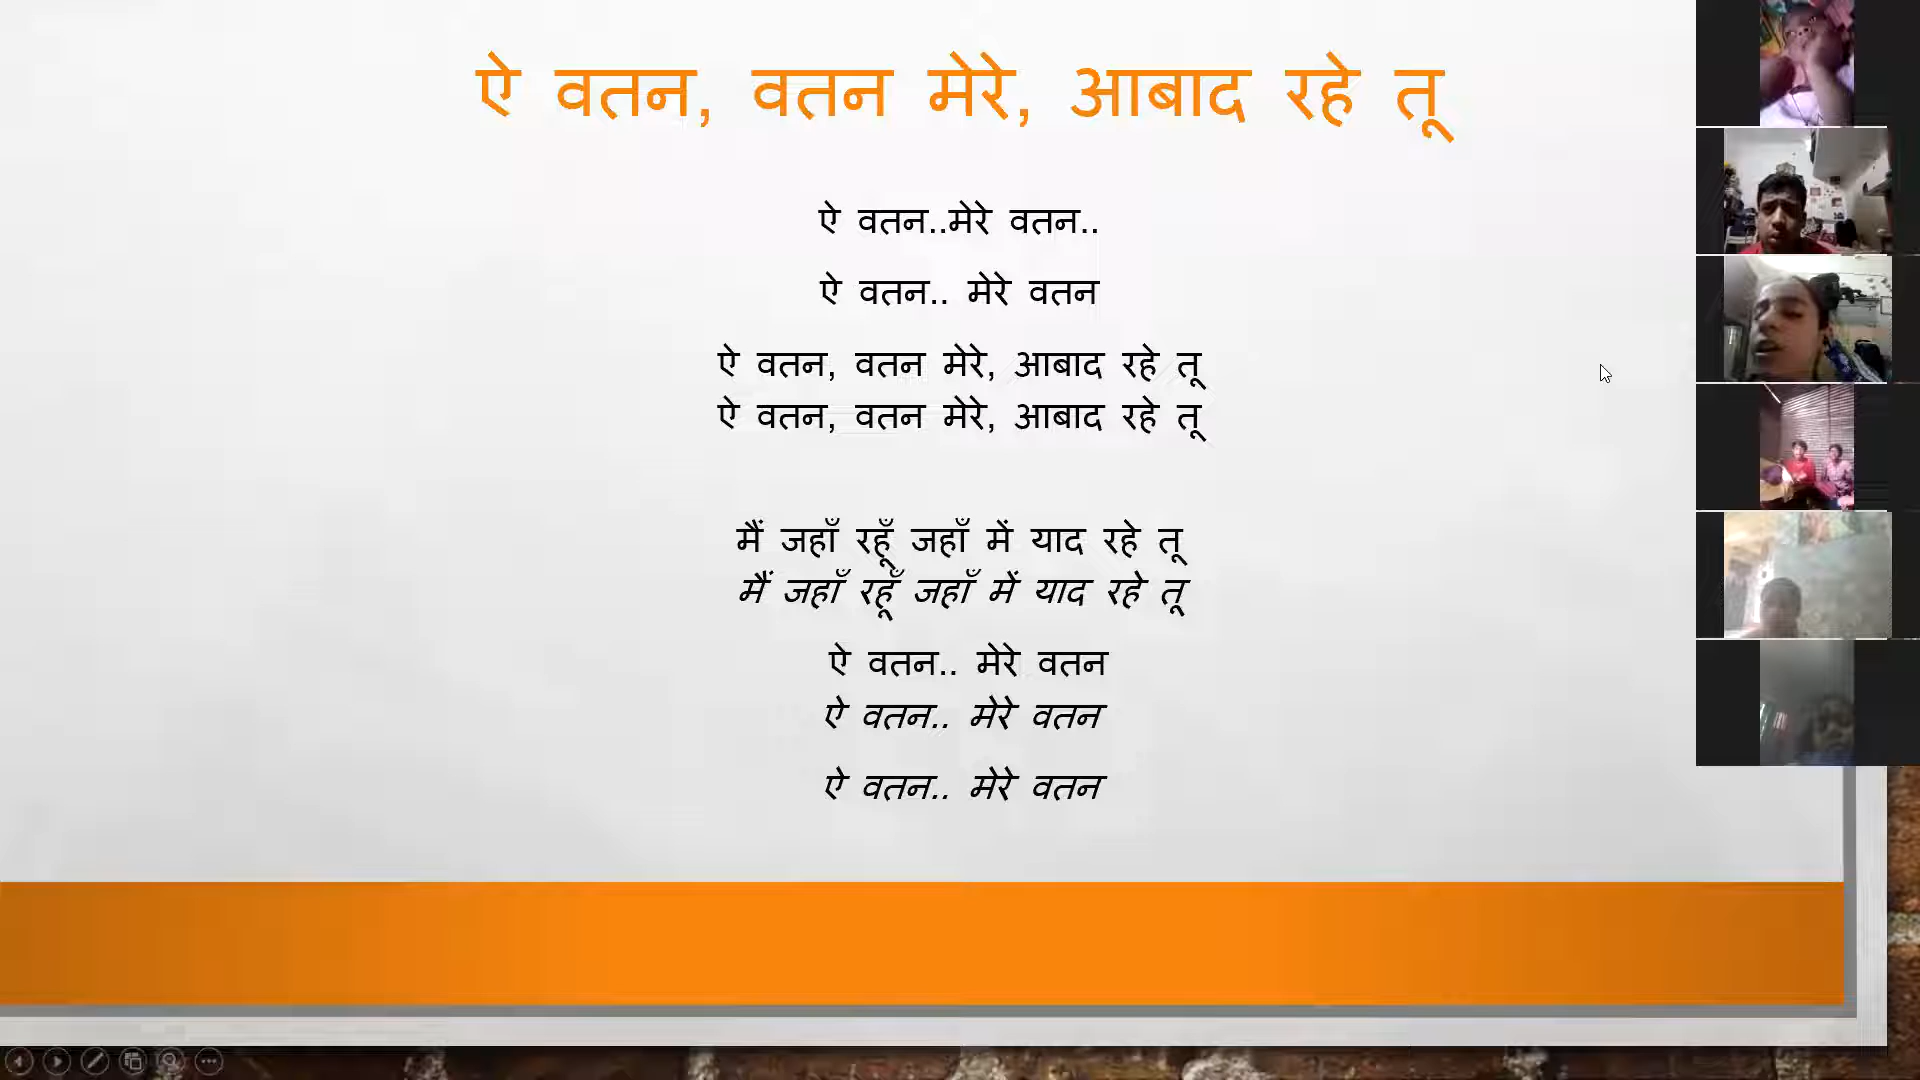 ऐ वतन, वतन मेरे, आबाद रहे तू
ऐ वतन..मेरे वतन..
ऐ वतन.. मेरे वतन
ऐ वतन, वतन मेरे, आबाद रहे तू
ऐ वतन, वतन मेरे, आबाद रहे तू
मैं जहाँ रहूँ जहाँ में याद रहे तू
मैं जहाँ रहूँ जहाँ में याद रहे तू
ऐ वतन.. मेरे वतन
ऐ वतन.. मेरे वतन
ऐ वतन.. मेरे वतन